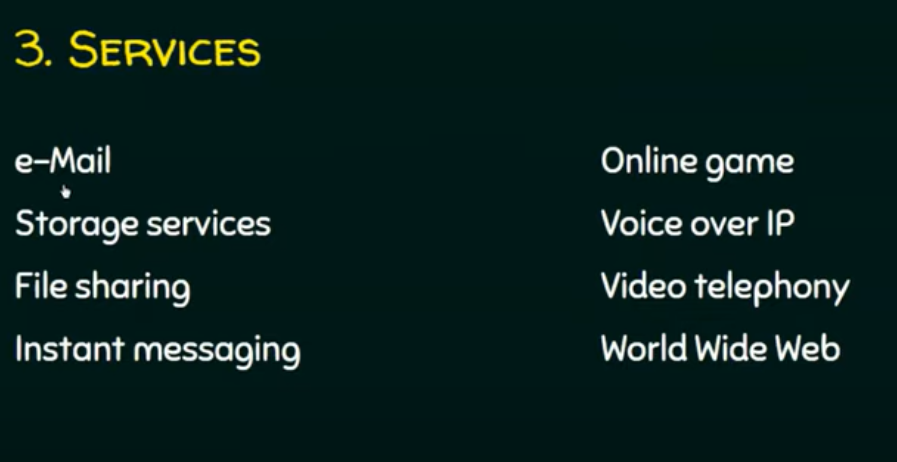 3. SERVICES
e-Mail
Storage services
File sharing
Instant messaging
Online game
Voice over IP
Video telephony
World Wide Web